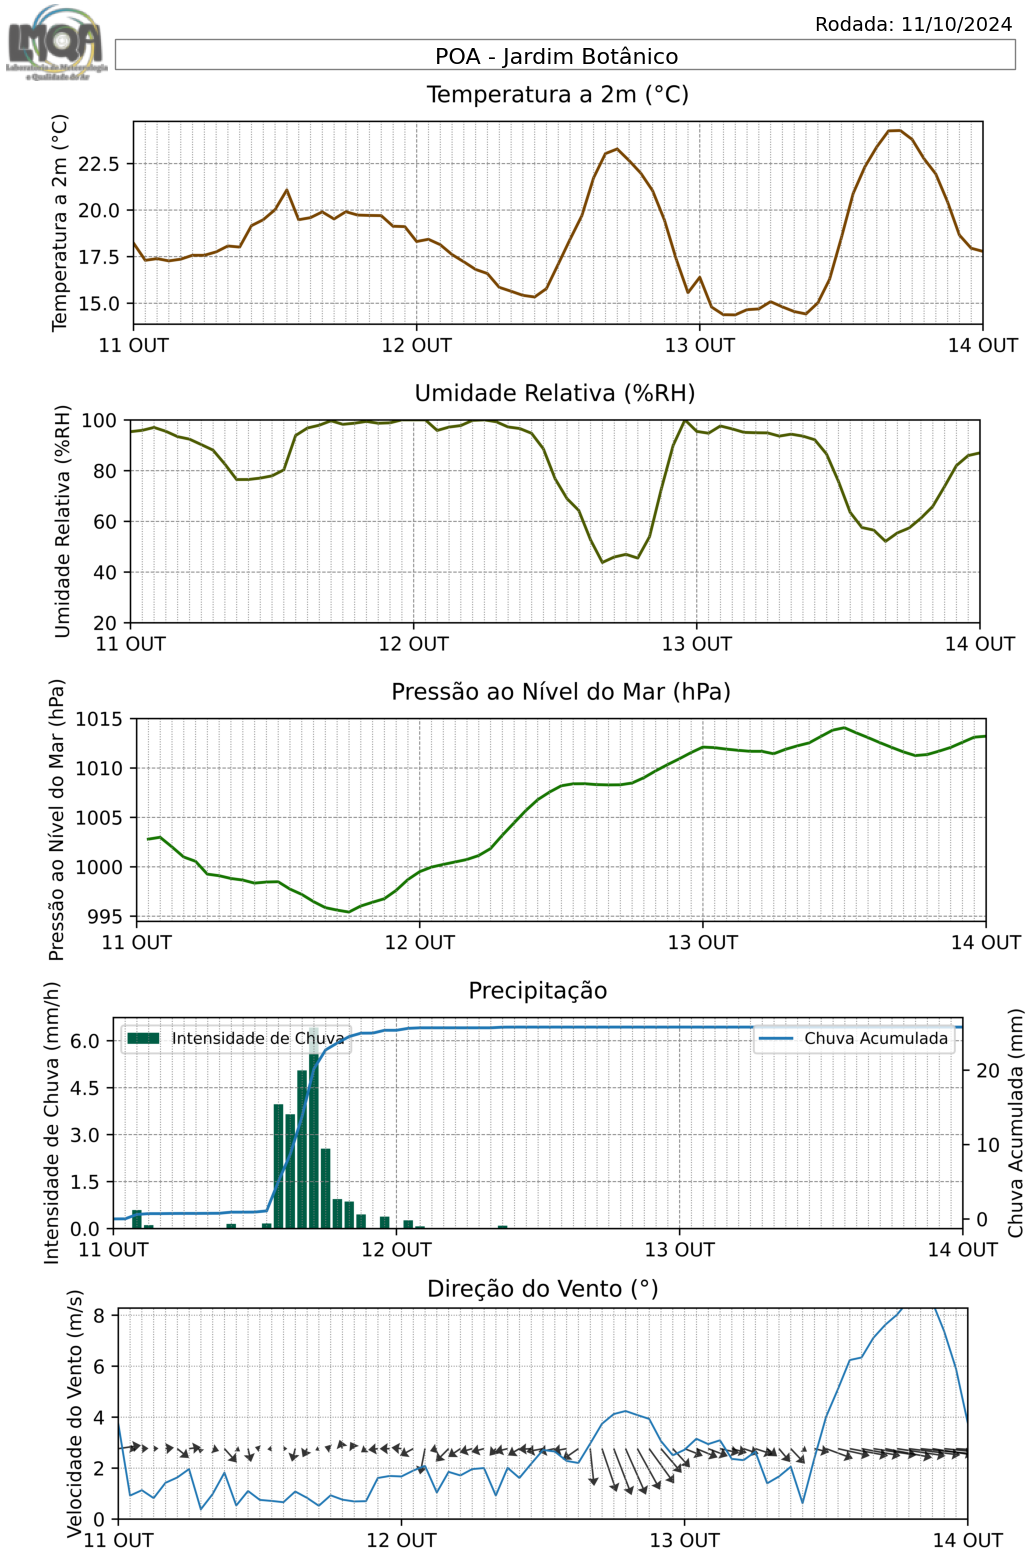 LMQA
Laboratório de Meteorologia
e Qualidade do Ar
Rodada: 11/10/2024
POA - Jardim Botânico
Temperatura a 2m (°C)
Temperatura a 2m (°C)
22.5
20.0
17.5
15.0
11 OUT 12 OUT 13 OUT 14 OUT
Umidade Relativa (%RH)
Umidade Relativa (%RH)
100
80
60
40
20
11 OUT 12 OUT 13 OUT 14 OUT
Pressão ao Nível do Mar (hPa)
Pressão ao Nível do Mar (hPa)
1015
1010
1005
1000
995
11 OUT 12 OUT 13 OUT 14 OUT
Precipitação
Intensidade de Chuva (mm/h)
6.0
4.5
3.0
1.5
0.0
Intensidade de Chuva
Chuva Acumulada
20
10
0
Chuva Acumulada (mm)
11 OUT 12 OUT 13 OUT 14 OUT
Direção do Vento (°)
Velocidade do Vento (m/s)
8
6
4
2
0
11 OUT 12 OUT 13 OUT 14 OUT